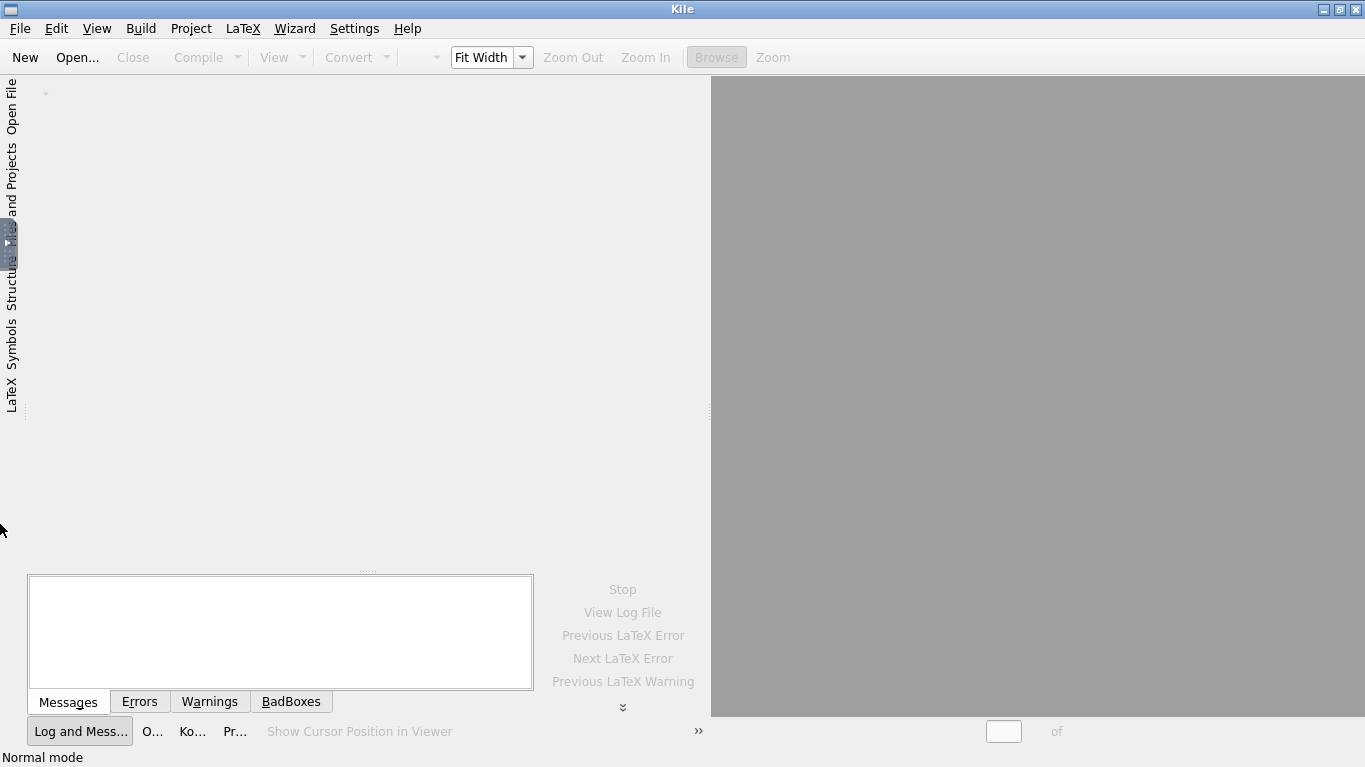 Kile
File Edit View Build Project LaTeX Wizard Settings Help
New Open... Close Compile View Convert Fit Width Zoom Out Zoom In Browse Zoom
Open File
Files and Projects
Structure
Symbols
LaTeX
Stop
View Log File
Previous LaTeX Error
Next LaTeX Error
Previous LaTeX Warning
Messages Errors Warnings BadBoxes
Log and Mess... O... Ko... Pr... Show Cursor Position in Viewer of
Normal mode